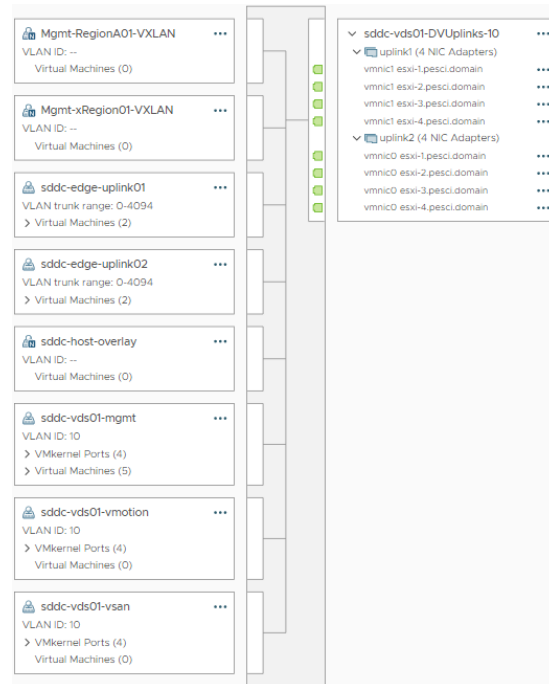 Mgmt-RegionA01-VXLAN
VLAN ID: --
Virtual Machines (0)
Mgmt-xRegion01-VXLAN
VLAN ID: --
Virtual Machines (0)
sddc-edge-uplink01
VLAN trunk range: 0-4094
Virtual Machines (2)
sddc-edge-uplink02
VLAN trunk range: 0-4094
Virtual Machines (2)
sddc-host-overlay
VLAN ID: --
Virtual Machines (0)
sddc-vds01-mgmt
VLAN ID: 10
VMkernel Ports (4)
Virtual Machines (5)
sddc-vds01-vmotion
VLAN ID: 10
VMkernel Ports (4)
Virtual Machines (0)
sddc-vds01-vsan
VLAN ID: 10
VMkernel Ports (4)
Virtual Machines (0)
sddc-vds01-DVUplinks-10
uplink1 (4 NIC Adapters)
vmnic1 esxi-1.pesci.domain
vmnic1 esxi-2.pesci.domain
vmnic1 esxi-3.pesci.domain
vmnic1 esxi-4.pesci.domain
uplink2 (4 NIC Adapters)
vmnic0 esxi-1.pesci.domain
vmnic0 esxi-2.pesci.domain
vmnic0 esxi-3.pesci.domain
vmnic0 esxi-4.pesci.domain